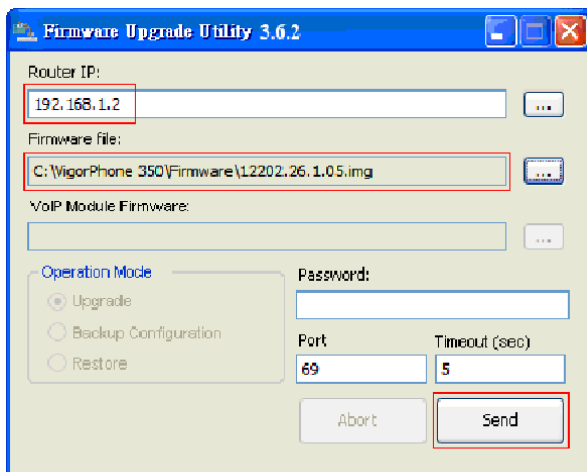 Firmware Upgrade Utility 3.6.2
Router IP:
192.168.1.2
...
Firmware file:
C:\VigorPhone 350\Firmware\12202.26.1.05.img
...
VoIP Module Firmware:
...
Operation Mode
Upgrade
Backup Configuration
Restore
Password:
Port
Timeout (sec)
69
5
Abort
Send